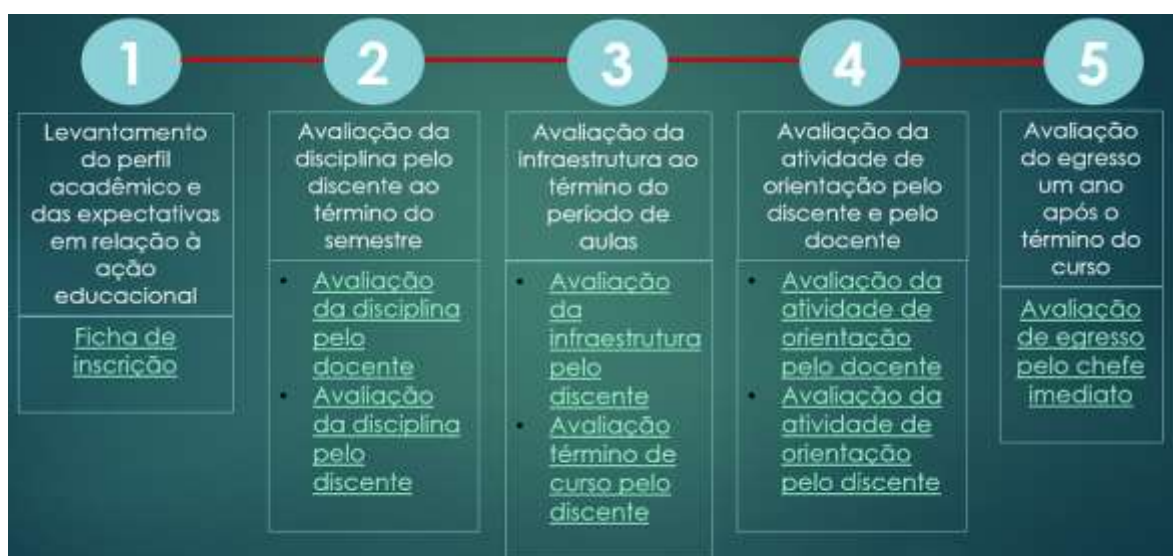 1
2
3
4
5
Levantamento
do perfil
acadêmico e
das expectativas
em relação à
ação
educacional
Ficha de
inscrição
Avaliação da
disciplina pelo
discente ao
término do
semestre
• Avaliação
da disciplina
pelo
docente
• Avaliação
da disciplina
pelo
discente
Avaliação da
infraestrutura ao
término do
período de
aulas
• Avaliação
da
infraestrutura
pelo
discente
• Avaliação
término de
curso pelo
discente
Avaliação da
atividade de
orientação pelo
discente e pelo
docente
• Avaliação da
atividade de
orientação
pelo docente
• Avaliação da
atividade de
orientação
pelo discente
Avaliação
do egresso
um ano
após o
término do
curso
Avaliação
de egresso
pelo chefe
imediato